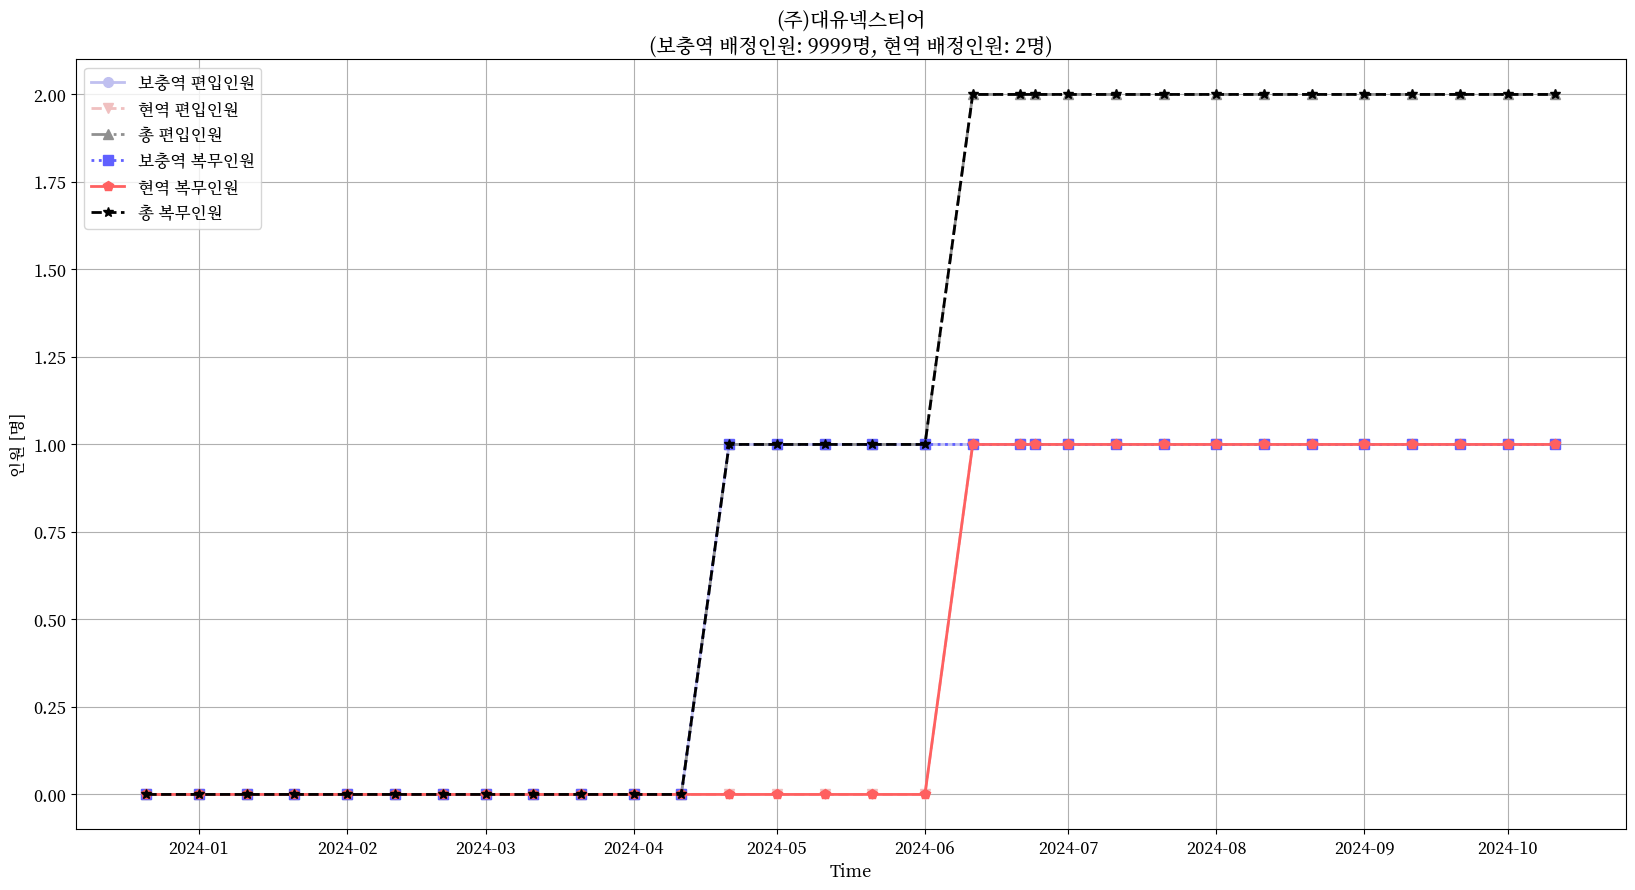 (주)대유넥스티어
(보충역 배정인원: 9999명, 현역 배정인원: 2명)
보충역 편입인원
현역 편입인원
총 편입인원
보충역 복무인원
현역 복무인원
총 복무인원
인원 [명]
2.00
1.75
1.50
1.25
1.00
0.75
0.50
0.25
0.00
2024-01
2024-02
2024-03
2024-04
2024-05
2024-06
2024-07
2024-08
2024-09
2024-10
Time